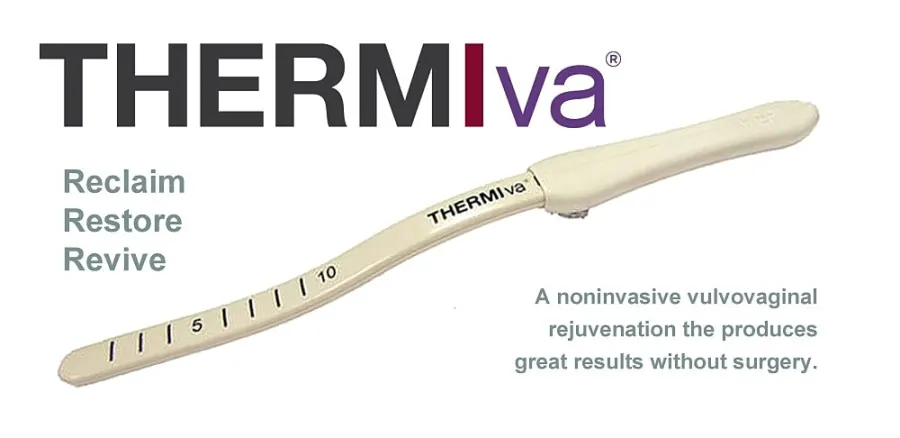 THERMIva®
Reclaim
Restore
Revive
THERMIva®
10
5
A noninvasive vulvovaginal
rejuvenation the produces
great results without surgery.